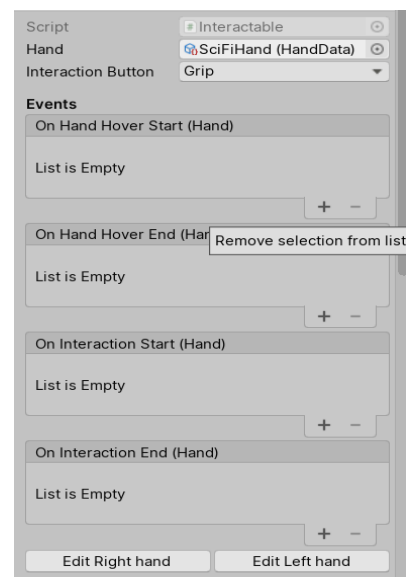 Script # Interactable
Hand SciFiHand (HandData)
Interaction Button Grip
Events
On Hand Hover Start (Hand)
List is Empty
+ −
On Hand Hover End (Han
Remove selection from list
List is Empty
+ −
On Interaction Start (Hand)
List is Empty
+ −
On Interaction End (Hand)
List is Empty
+ −
Edit Right hand Edit Left hand